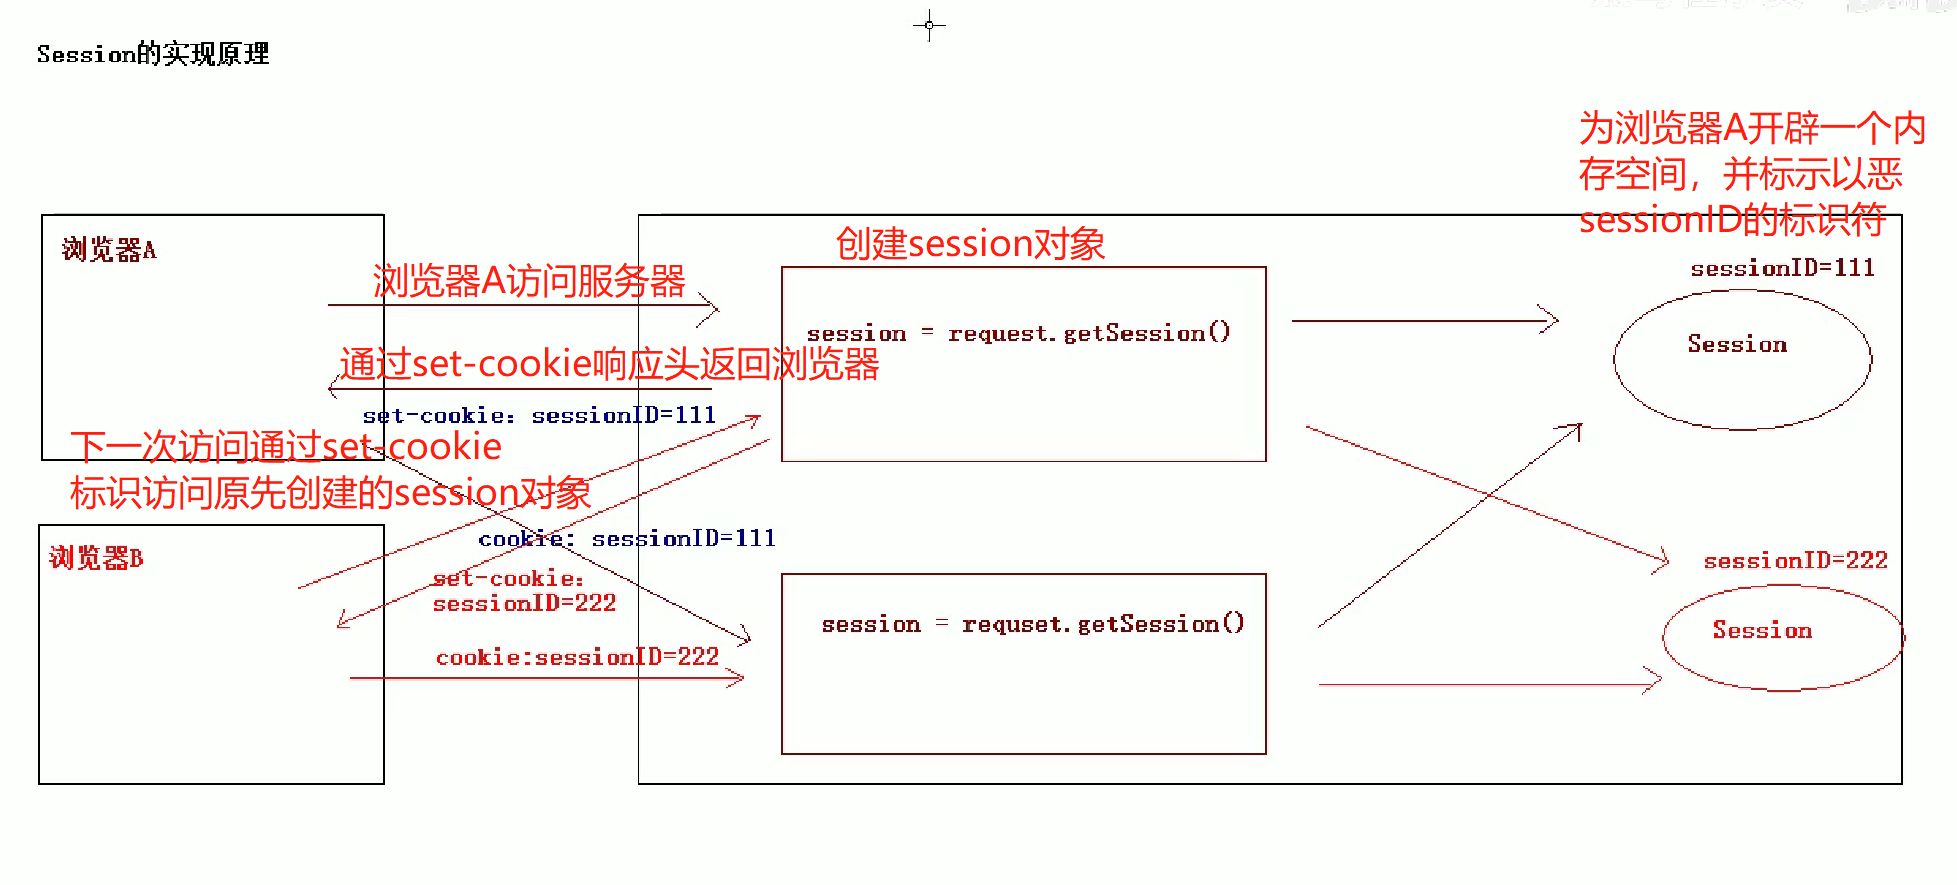 Session的实现原理
为浏览器A开辟一个内
存空间，并标示以恶
sessionID的标识符
浏览器A
创建session对象
浏览器A访问服务器
sessionID=111
session = request.getSession()
Session
通过set-cookie响应头返回浏览器
set-cookie: sessionID=111
下一次访问通过set-cookie
标识访问原先创建的session对象
cookie: sessionID=111
浏览器B
set-cookie:
sessionID=222
sessionID=222
session = requset.getSession()
Session
cookie:sessionID=222